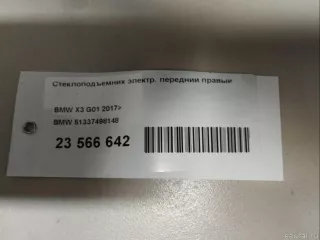 Стеклоподъемник электр. передний правый
BMW X3 G01 2017>
BMW 51337498148
23 566 642